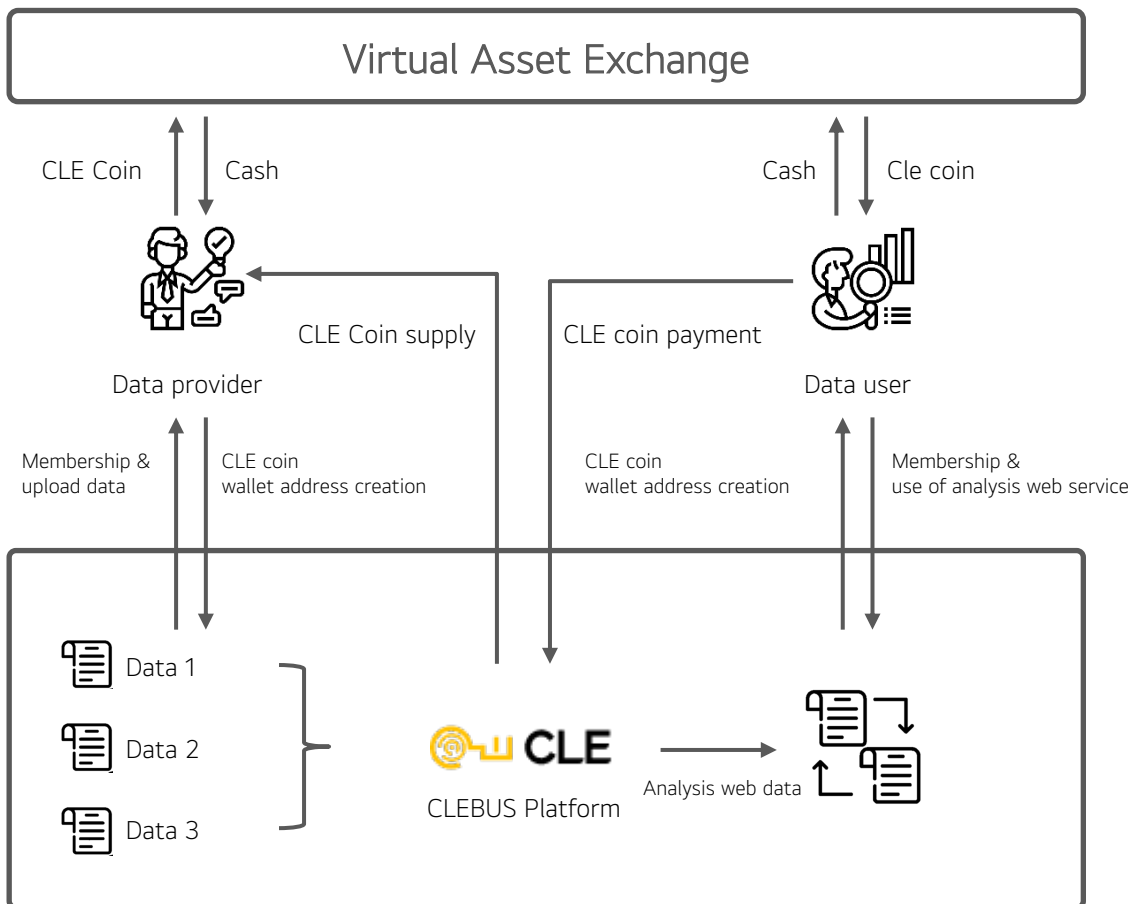 Virtual Asset Exchange
CLE Coin
Cash
Cash
Cle coin
CLE Coin supply
CLE coin payment
Data provider
Data user
Membership &
upload data
CLE coin
wallet address creation
CLE coin
wallet address creation
Membership &
use of analysis web service
Data 1
Data 2
Data 3
CLE
CLEBUS Platform
Analysis web data